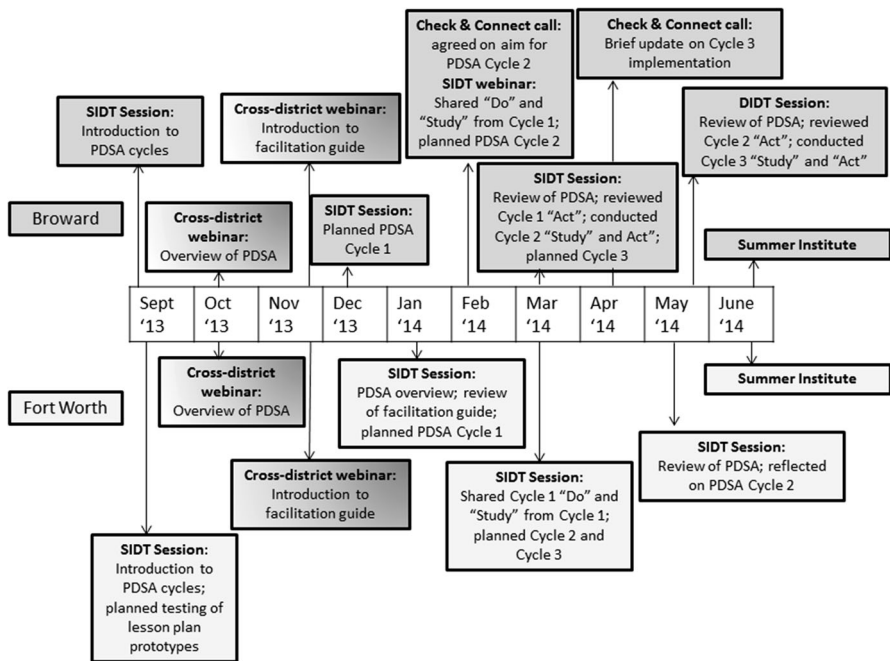 Check & Connect call:
agreed on aim for
PDSA Cycle 2
SIDT webinar:
Shared “Do” and
“Study” from Cycle 1;
planned PDSA Cycle 2
Check & Connect call:
Brief update on Cycle 3
implementation
SIDT Session:
Introduction to
PDSA cycles
Cross-district webinar:
Introduction to
facilitation guide
DIDT Session:
Review of PDSA; reviewed
Cycle 2 “Act”; conducted
Cycle 3 “Study” and “Act”
SIDT Session:
Review of PDSA; reviewed
Cycle 1 “Act”; conducted
Cycle 2 “Study” and Act”;
planned Cycle 3
Broward
Cross-district
webinar:
Overview of PDSA
SIDT Session:
Planned PDSA
Cycle 1
Summer Institute
Sept
‘13
Oct
‘13
Nov
‘13
Dec
‘13
Jan
‘14
Feb
‘14
Mar
‘14
Apr
‘14
May
‘14
June
‘14
Fort Worth
Cross-district
webinar:
Overview of PDSA
SIDT Session:
PDSA overview; review
of facilitation guide;
planned PDSA Cycle 1
Summer Institute
Cross-district webinar:
Introduction to
facilitation guide
SIDT Session:
Shared Cycle 1 “Do” and
“Study” from Cycle 1;
planned Cycle 2 and
Cycle 3
SIDT Session:
Review of PDSA; reflected
on PDSA Cycle 2
SIDT Session:
Introduction to
PDSA cycles;
planned testing of
lesson plan
prototypes